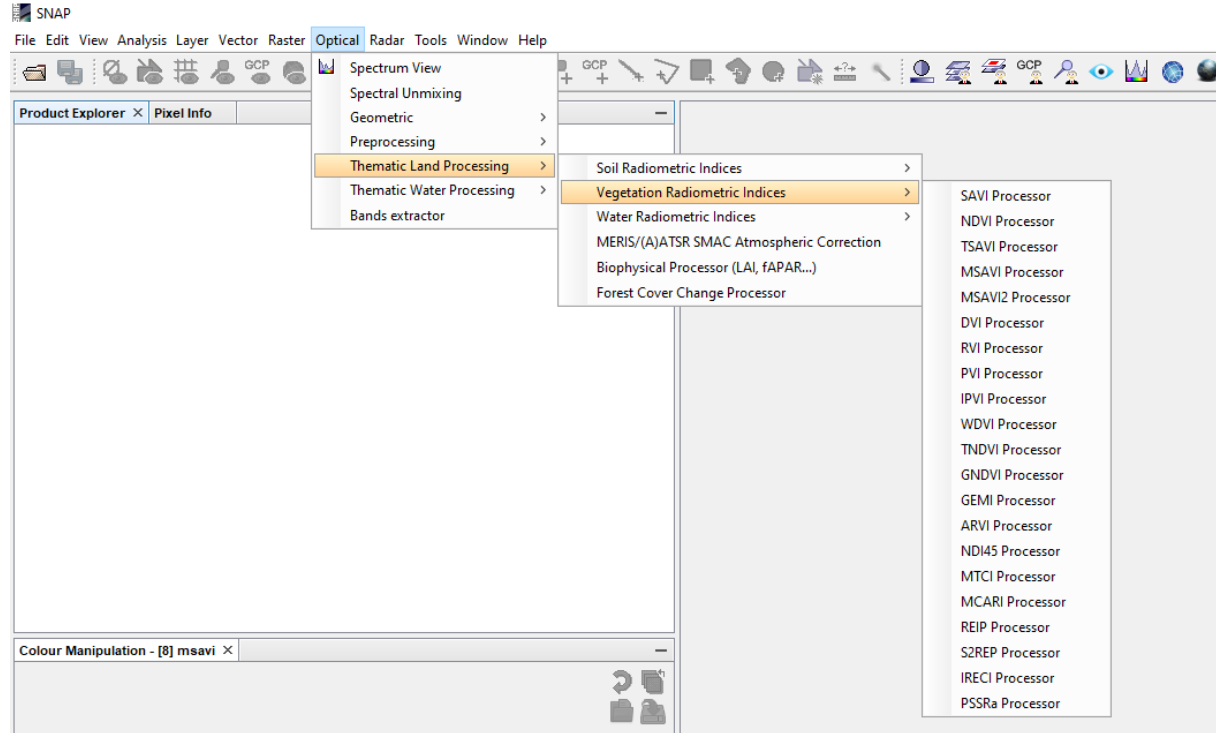 SNAP
File Edit View Analysis Layer Vector Raster Optical Radar Tools Window Help
GCP
GCP
GCP
Product Explorer Pixel Info
Spectrum View
Spectral Unmixing
Geometric
Preprocessing
Thematic Land Processing
Thematic Water Processing
Bands extractor
Soil Radiometric Indices
Vegetation Radiometric Indices
Water Radiometric Indices
MERIS/(A)ATSR SMAC Atmospheric Correction
Biophysical Processor (LAI, fAPAR...)
Forest Cover Change Processor
SAVI Processor
NDVI Processor
TSAVI Processor
MSAVI Processor
MSAVI2 Processor
DVI Processor
RVI Processor
PVI Processor
IPVI Processor
WDVI Processor
TNDVI Processor
GNDVI Processor
GEMI Processor
ARVI Processor
NDI45 Processor
MTCI Processor
MCARI Processor
REIP Processor
S2REP Processor
IRECI Processor
PSSRa Processor
Colour Manipulation - [8] msavi